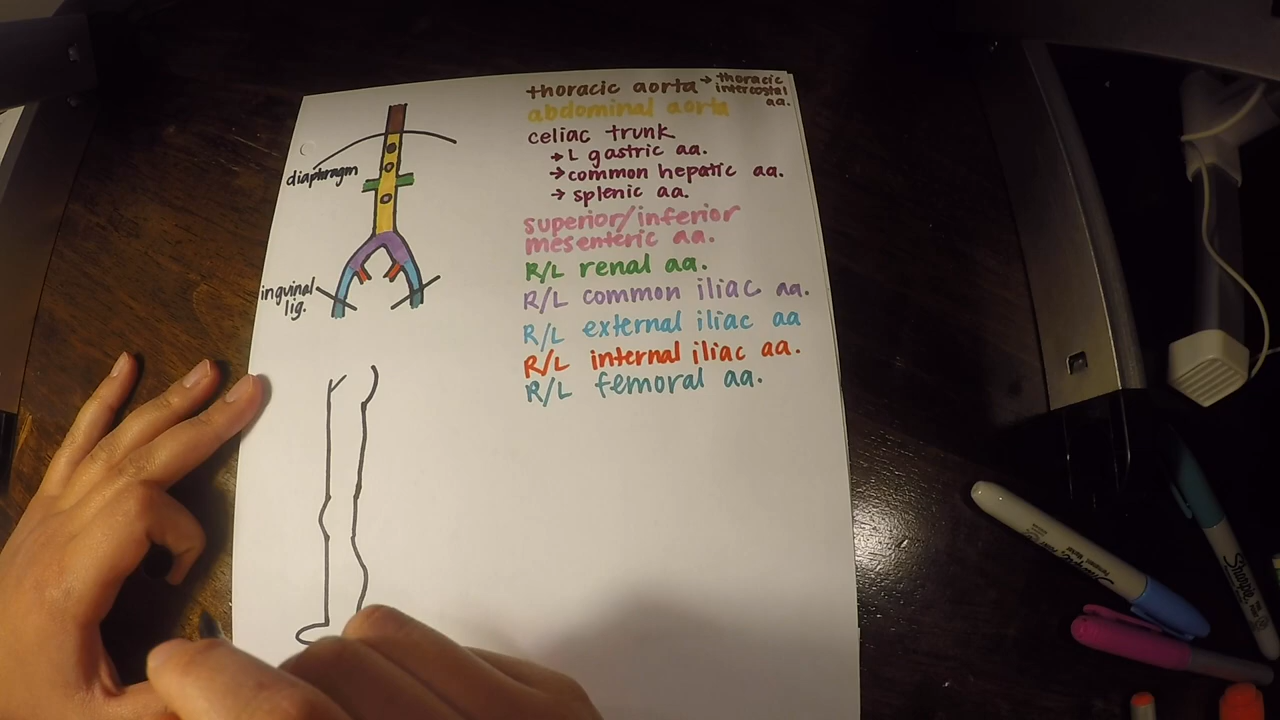 thoracic aorta → thoracic
intercostal
aa.
abdominal aorta
celiac trunk
→ L gastric aa.
→ common hepatic aa.
→ splenic aa.
superior/inferior
mesenteric aa.
R/L renal aa.
R/L common iliac aa.
R/L external iliac aa
R/L internal iliac aa.
R/L femoral aa.
diaphragm
inguinal
lig.
Sharpie